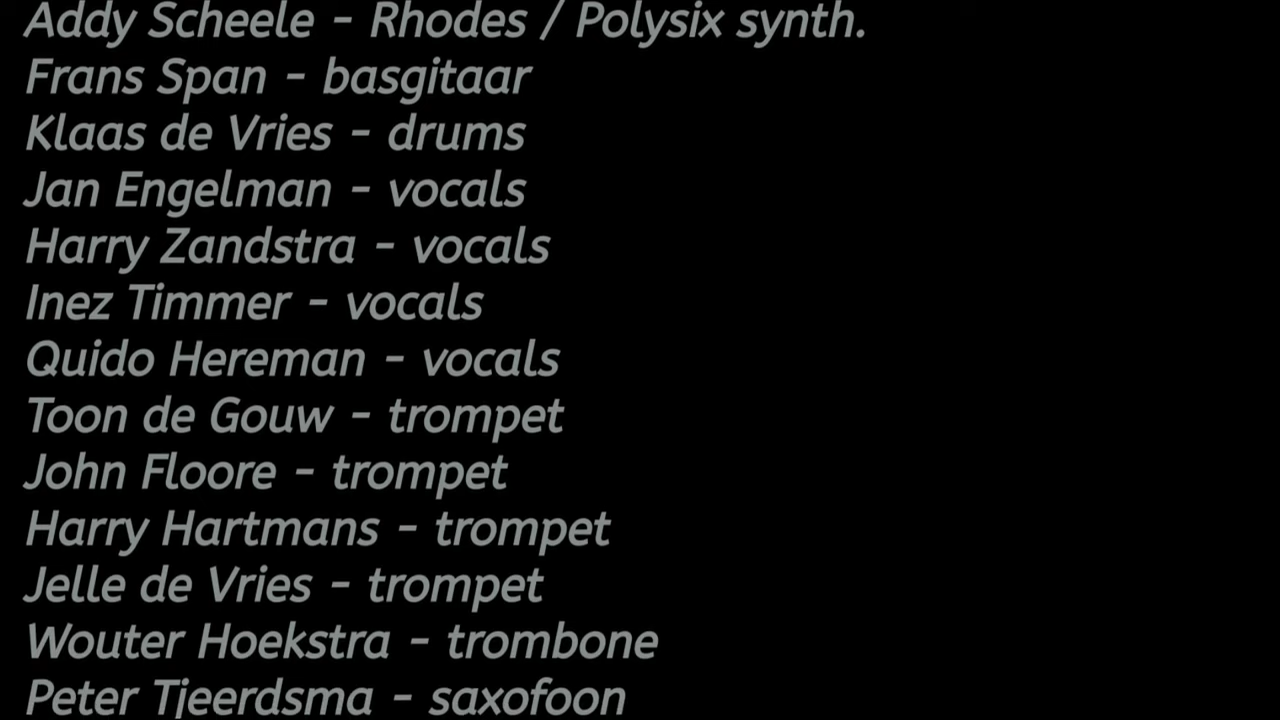 Addy Scheele - Rhodes / Polysix synth.
Frans Span - basgitaar
Klaas de Vries - drums
Jan Engelman - vocals
Harry Zandstra - vocals
Inez Timmer - vocals
Quido Hereman - vocals
Toon de Gouw - trompet
John Floore - trompet
Harry Hartmans - trompet
Jelle de Vries - trompet
Wouter Hoekstra - trombone
Peter Tjeerdsma - saxofoon